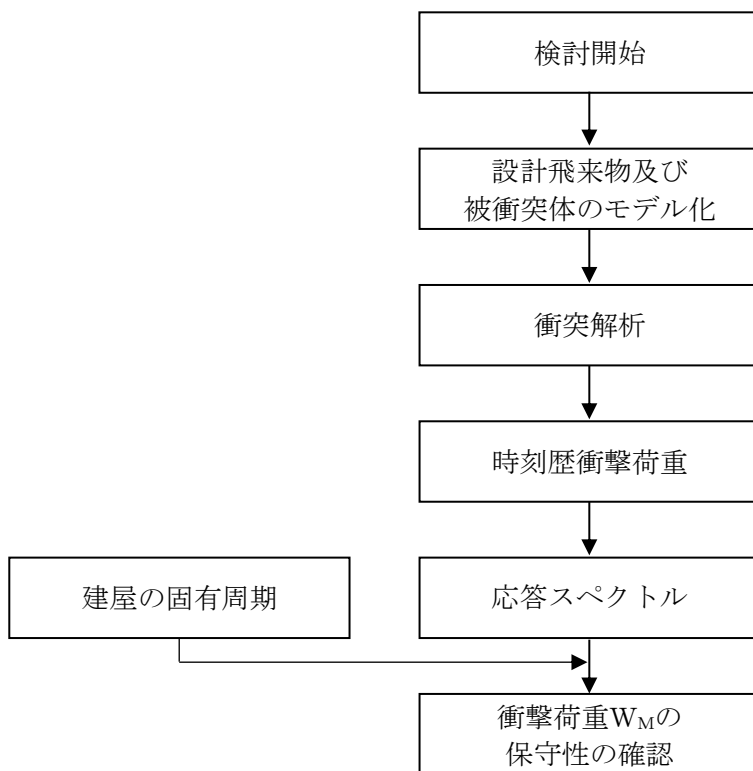 検討開始
設計飛来物及び
被衝突体のモデル化
衝突解析
時刻歴衝撃荷重
建屋の固有周期
応答スペクトル
衝撃荷重WMの
保守性の確認